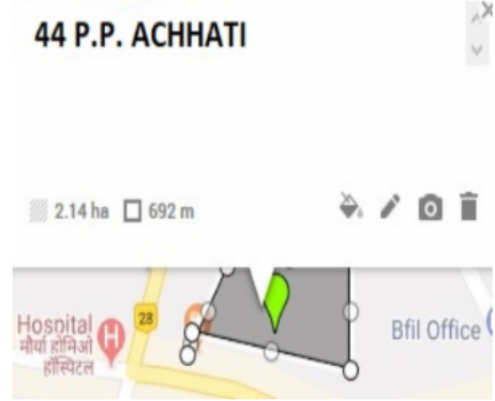 44 P.P. ACHHATI
2.14 ha 692 m
28
Hospital
मौर्या होमिओ
हॉस्पिटल
H
Bfil Office